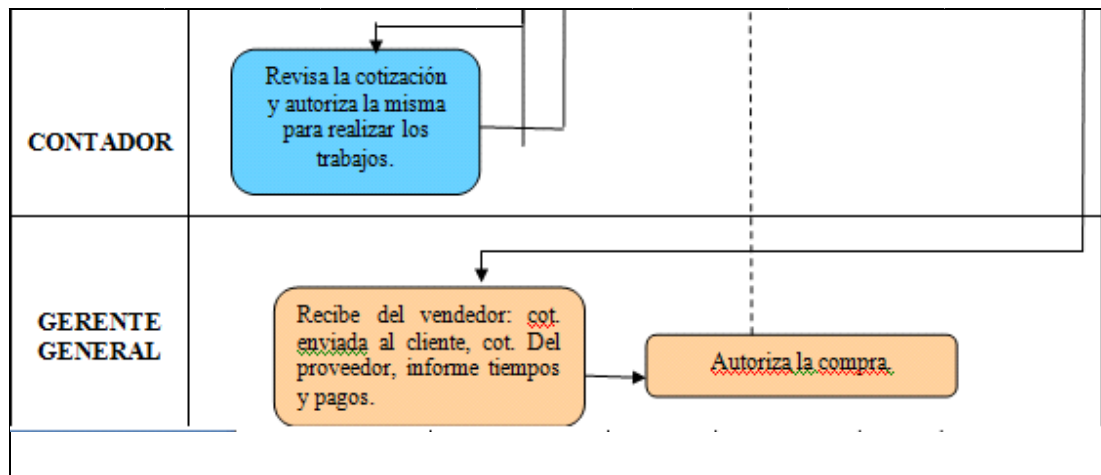 CONTADOR
Revisa la cotización
y autoriza la misma
para realizar los
trabajos.
GERENTE
GENERAL
Recibe del vendedor: cot.
enviada al cliente, cot. Del
proveedor, informe tiempos
y pagos.
Autoriza la compra.